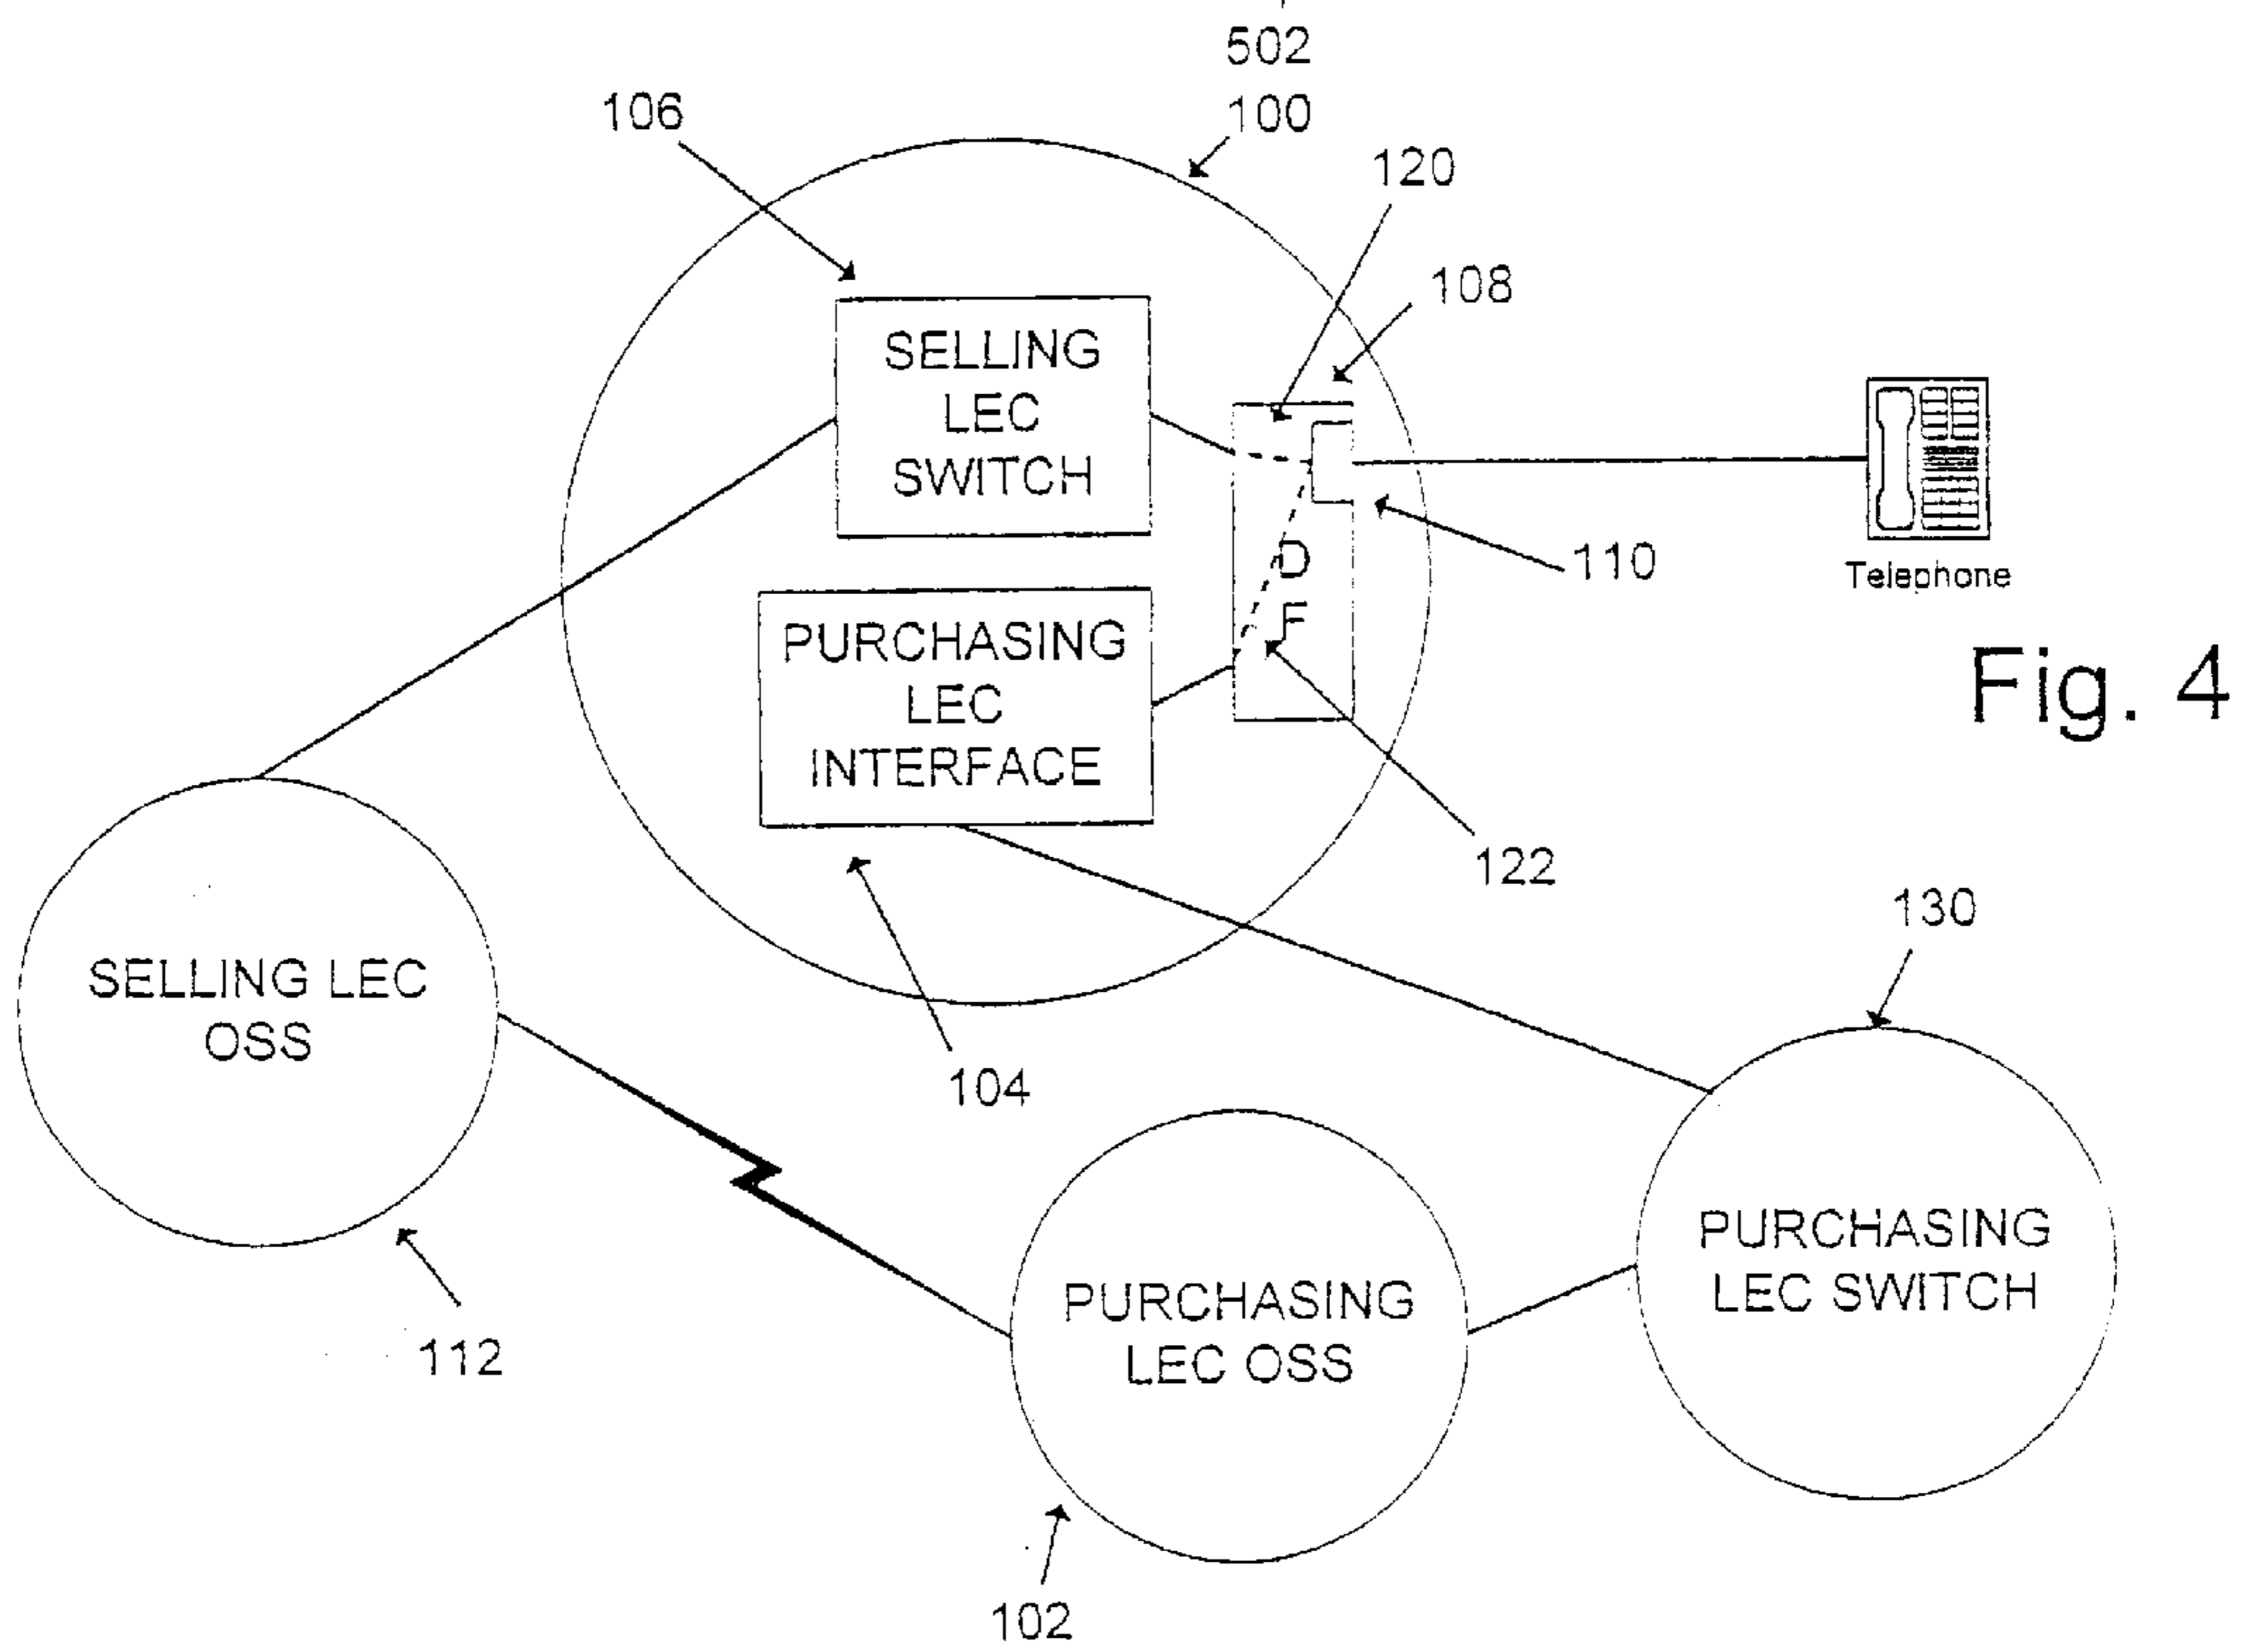 502
106
100
120
108
SELLING
LEC
SWITCH
110
D
F
Telephone
PURCHASING
LEC
INTERFACE
Fig. 4
122
130
SELLING LEC
OSS
104
PURCHASING
LEC SWITCH
PURCHASING
LEC OSS
112
102